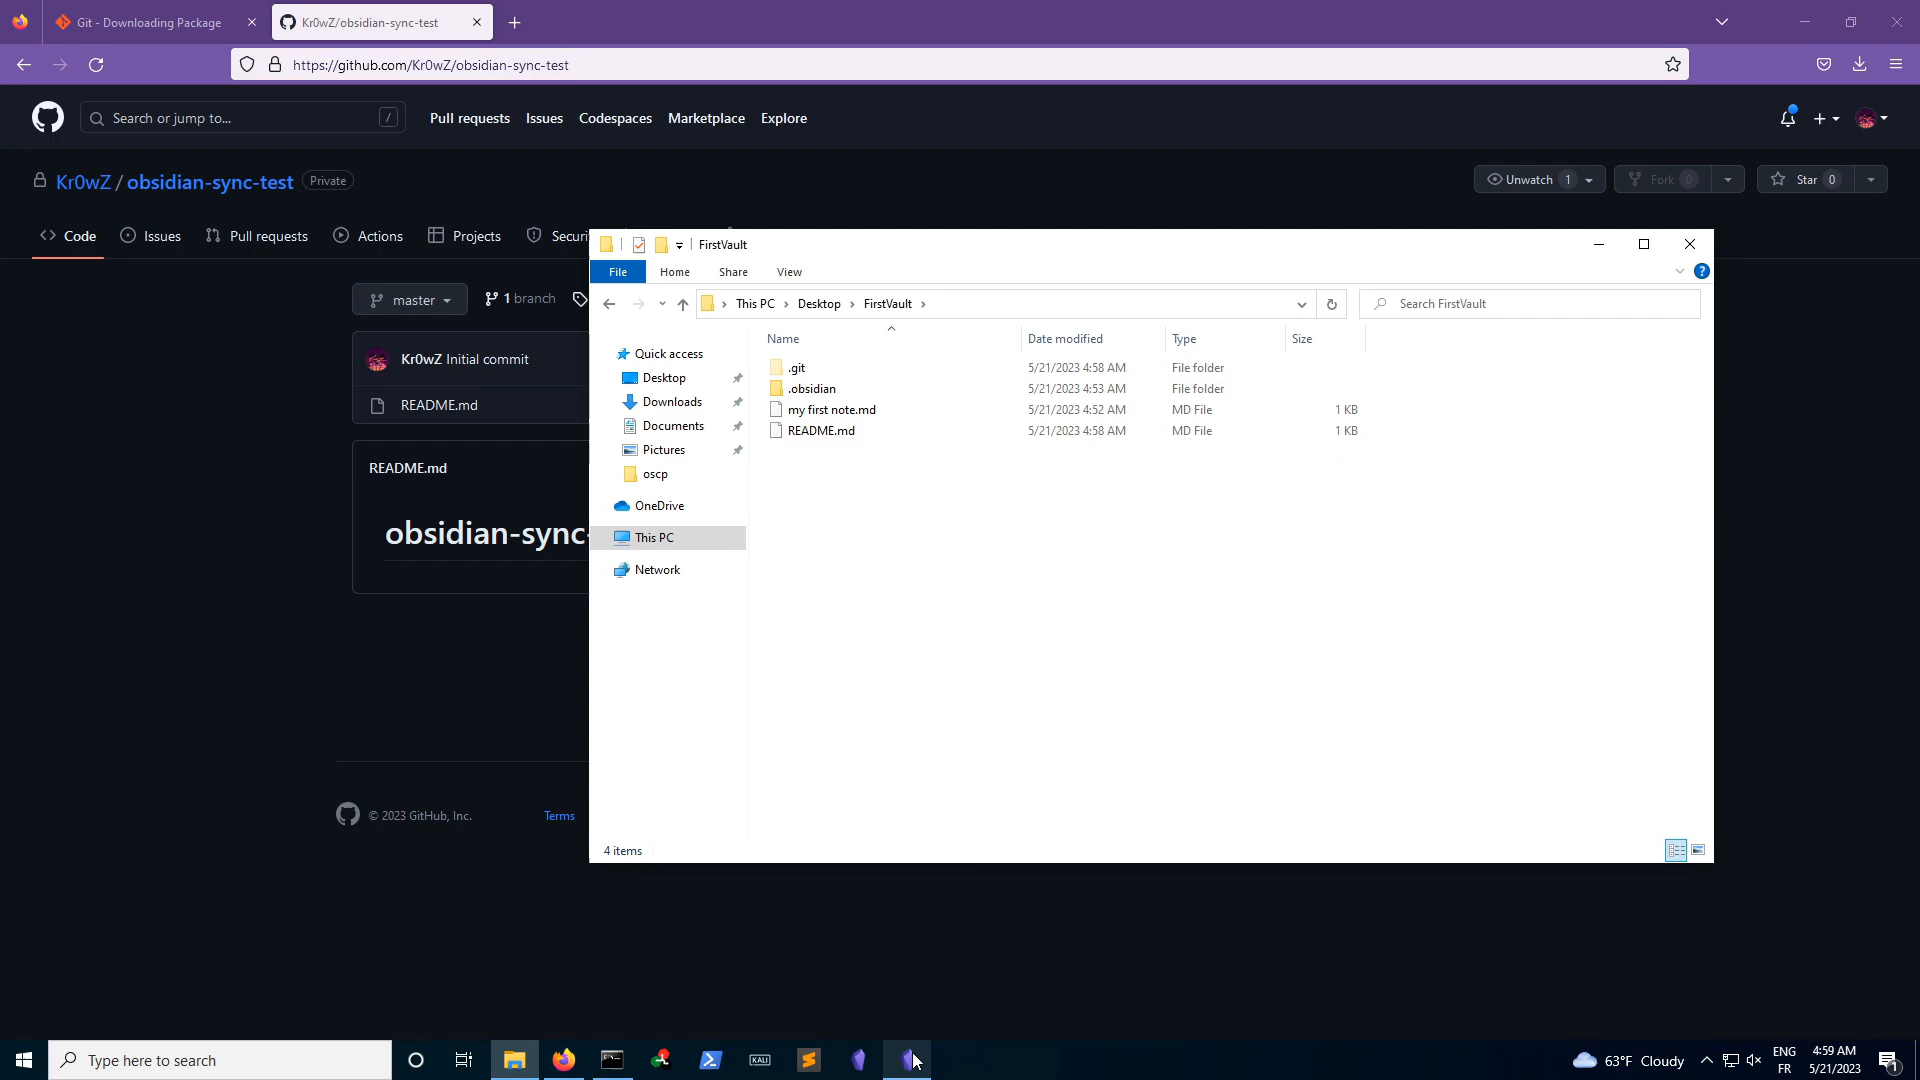 Git - Downloading Package
Kr0wZ/obsidian-sync-test
https://github.com/Kr0wZ/obsidian-sync-test
Search or jump to...
/
Pull requests
Issues
Codespaces
Marketplace
Explore
Kr0wZ / obsidian-sync-test
Private
Unwatch 1
Fork 0
Star 0
Code
Issues
Pull requests
Actions
Projects
Securi
master
1 branch
Kr0wZ Initial commit
README.md
README.md
obsidian-sync-
© 2023 GitHub, Inc.
Terms
FirstVault
File
Home
Share
View
This PC
Desktop
FirstVault
Search FirstVault
Quick access
Desktop
Downloads
Documents
Pictures
oscp
OneDrive
This PC
Network
Name Date modified Type Size
.git 5/21/2023 4:58 AM File folder
.obsidian 5/21/2023 4:53 AM File folder
my first note.md 5/21/2023 4:52 AM MD File 1 KB
README.md 5/21/2023 4:58 AM MD File 1 KB
4 items
Type here to search
KALI
63°F Cloudy
ENG
FR
4:59 AM
5/21/2023
1